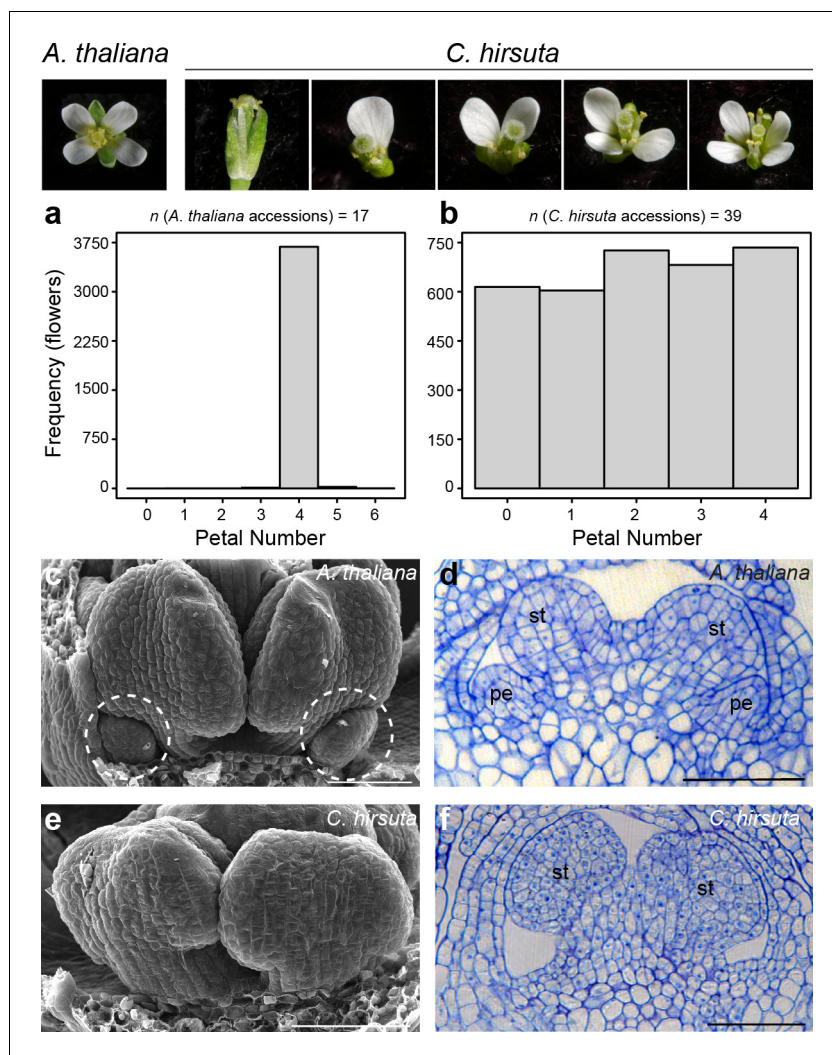 A. thaliana
C. hirsuta
a
n (A. thaliana accessions) = 17
Frequency (flowers)
3750
3000
2250
1500
750
0
0 1 2 3 4 5 6
Petal Number
b
n (C. hirsuta accessions) = 39
750
600
450
300
150
0
0 1 2 3 4
Petal Number
c
A. thaliana
d
A. thaliana
st
st
pe
pe
e
C. hirsuta
f
C. hirsuta
st
st